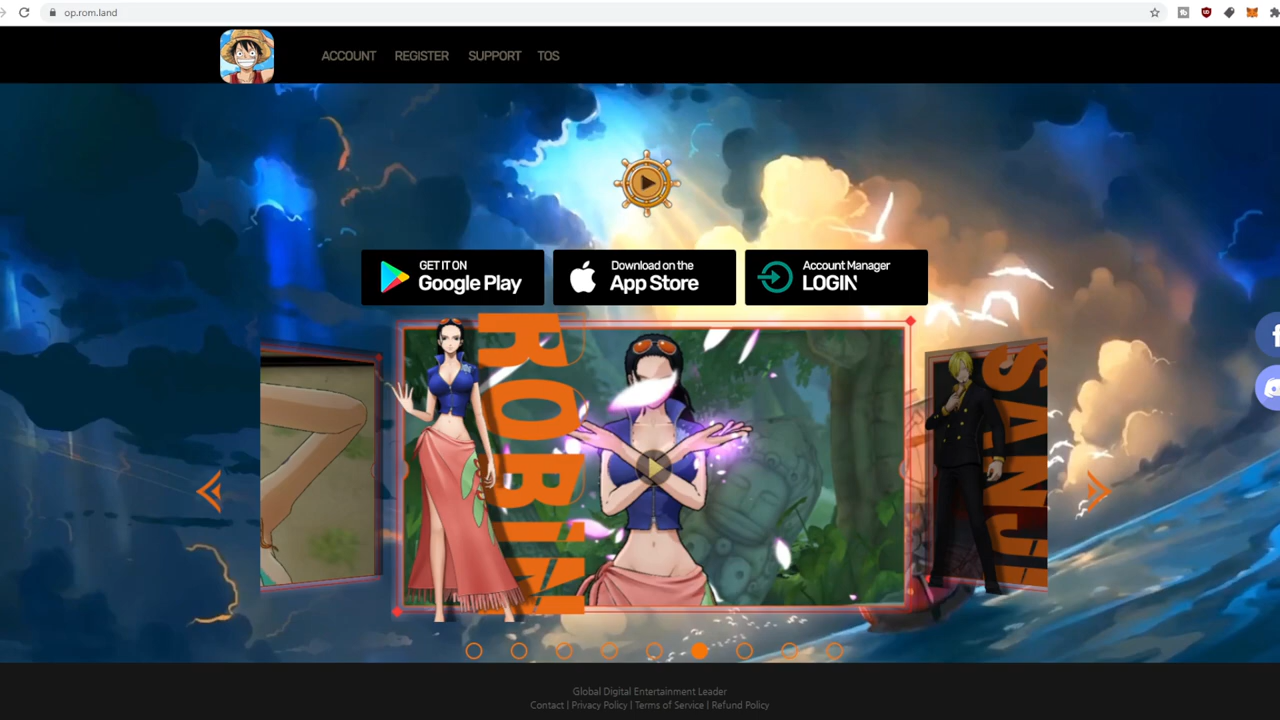 op.rom.land
ACCOUNT REGISTER SUPPORT TOS
GET IT ON
Google Play
Download on the
App Store
Account Manager
LOGIN
ROBIN
SANJI
Global Digital Entertainment Leader
Contact | Privacy Policy | Terms of Service | Refund Policy